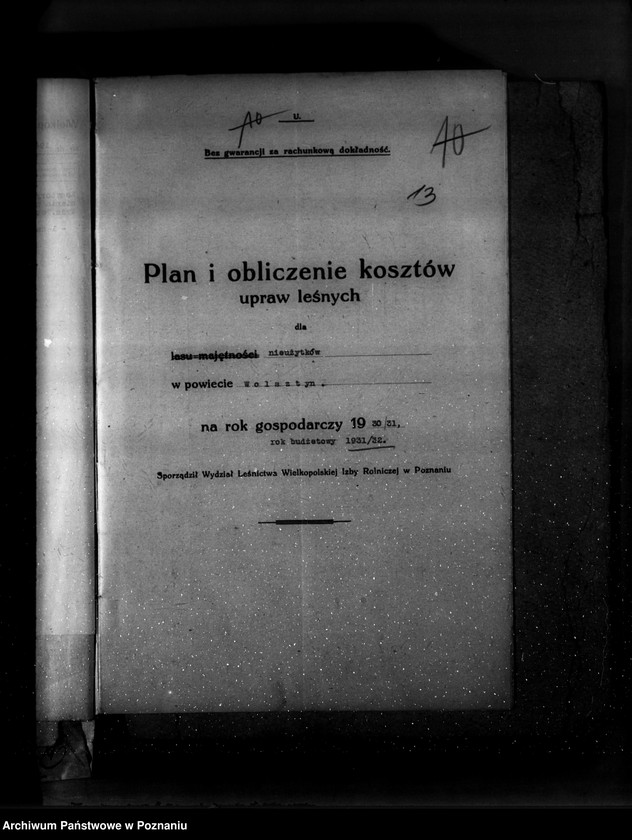 10 u.
Bez gwarancji za rachunkową dokładność.
40
13
Plan i obliczenie kosztów
upraw leśnych
dla
lasu-majętności nieużytków
w powiecie Wolsztyn.
na rok gospodarczy 19 30/31,
rok budżetowy 1931/32.
Sporządził Wydział Leśnictwa Wielkopolskiej Izby Rolniczej w Poznaniu
Archiwum Państwowe w Poznaniu